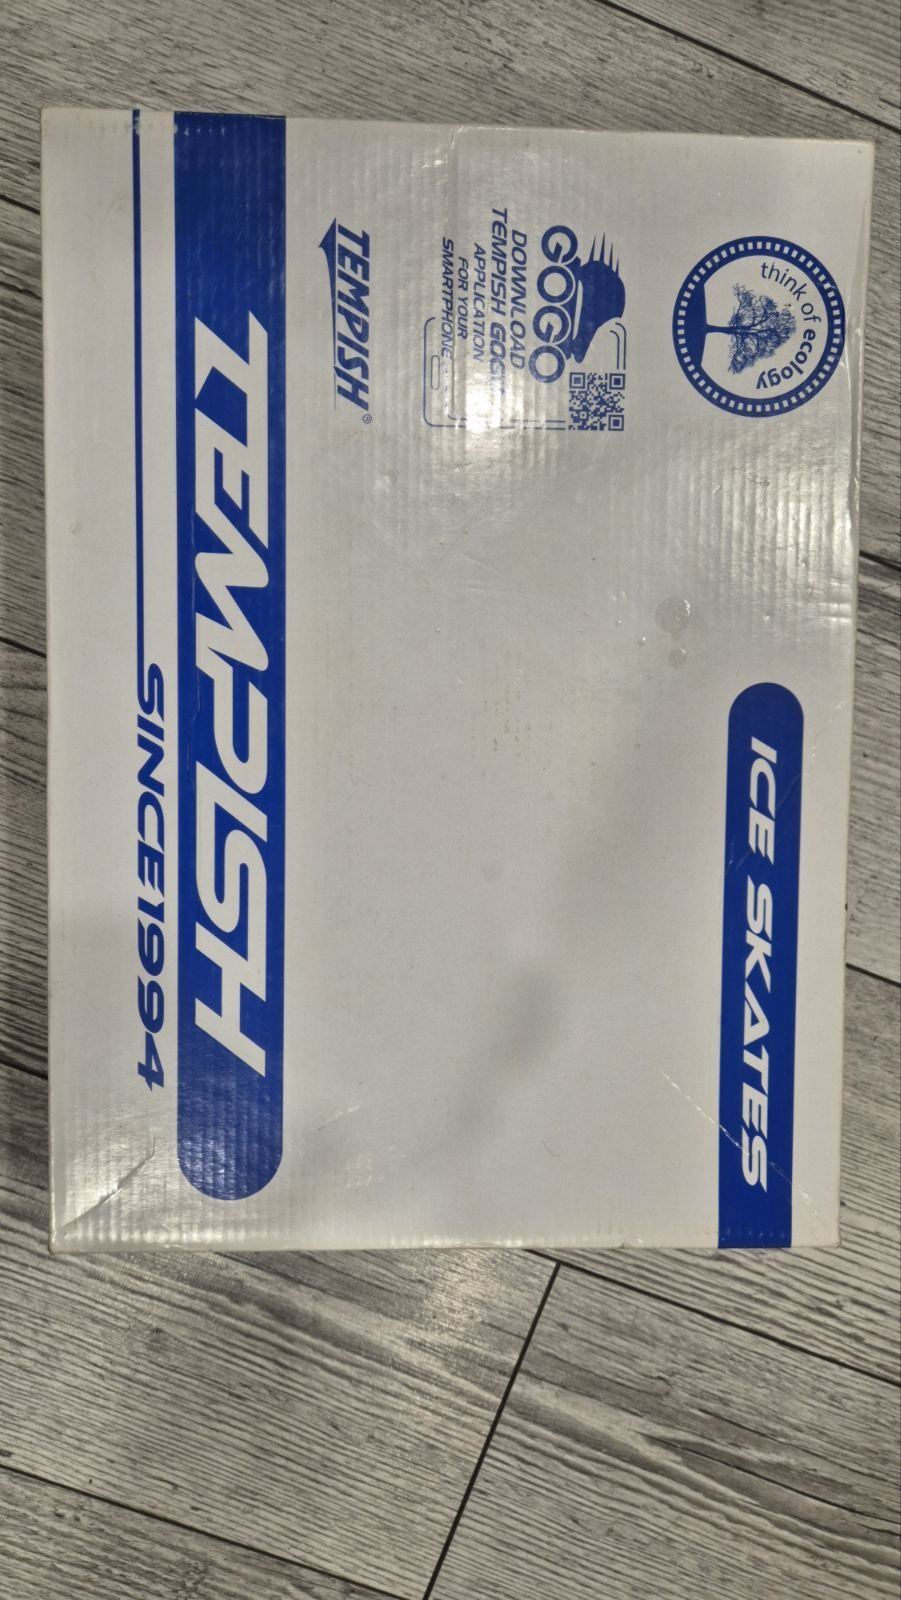 think of ecology
GOGO
DOWNLOAD
TEMPISH GOGO
APPLICATION
FOR YOUR
SMARTPHONE
TEMPISH®
ICE SKATES
TEMPISH
SINCE1994